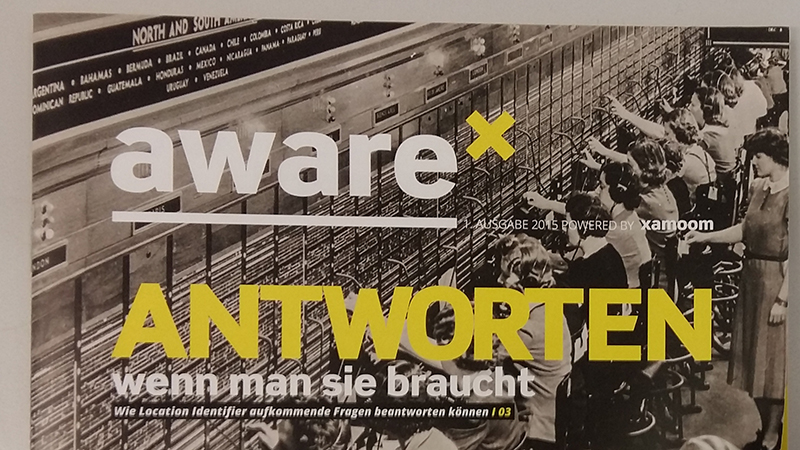 NORTH AND SOUTH
ARGENTINA • BAHAMAS • BERMUDA • BRAZIL • CANADA • CHILE • COLOMBIA • COSTA RICA
DOMINICAN REPUBLIC • GUATEMALA • HONDURAS • MEXICO • NICARAGUA • PANAMA • PARAGUAY • PERU
URUGUAY • VENEZUELA
aware×
1. AUSGABE 2015 POWERED BY xamoom
ANTWORTEN
wenn man sie braucht
Wie Location Identifier aufkommende Fragen beantworten können I 03